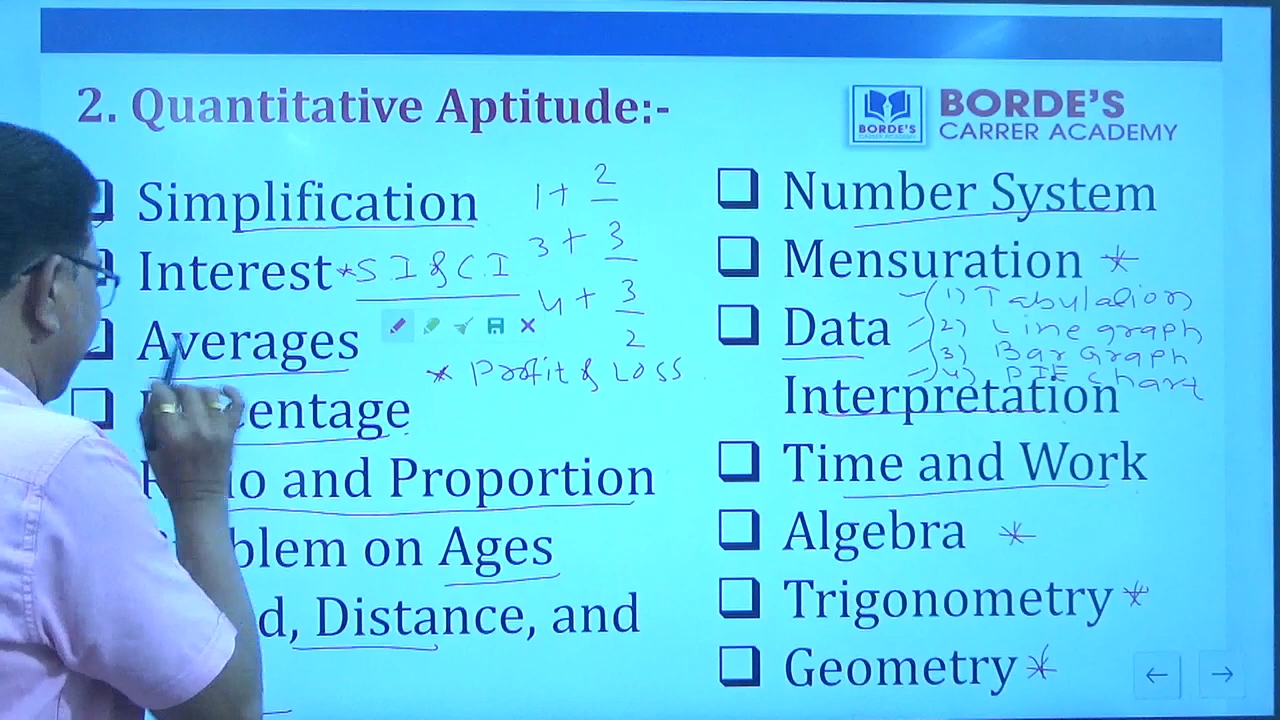 2. Quantitative Aptitude:-
BORDE'S
BORDE'S
CARRER ACADEMY
Simplification
1 + 2
Interest
* S I & C. I
3 + 3
4 + 3
2
Averages
* Profit & Loss
and Proportion
on Ages
Distance, and
Number System
Mensuration *
Data
Interpretation
1) Tabulation
2) Line graph
3) Bar Graph
4) PIE chart
Time and Work
Algebra *
Trigonometry *
Geometry *